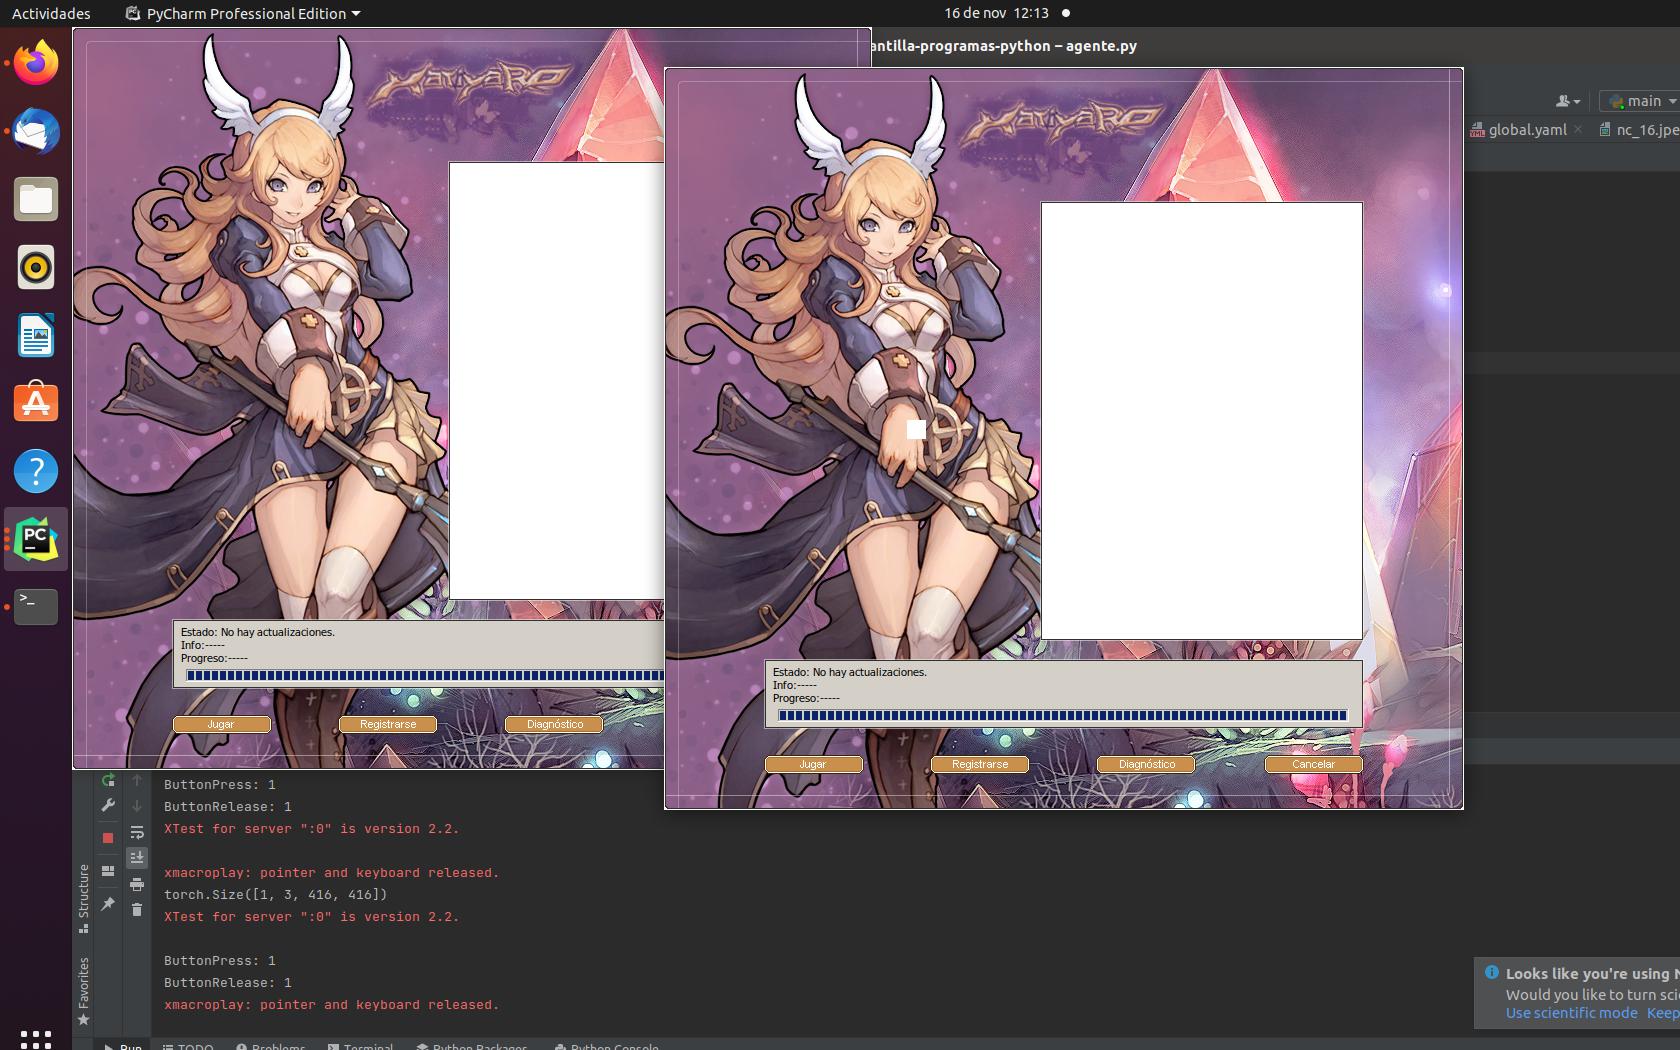 Actividades
PyCharm Professional Edition
16 de nov 12:13
antilla-programas-python – agente.py
main
global.yaml
nc_16.jpe
Estado: No hay actualizaciones.
Info:-----
Progreso:-----
Jugar
Registrarse
Diagnóstico
Estado: No hay actualizaciones.
Info:-----
Progreso:-----
Jugar
Registrarse
Diagnóstico
Cancelar
ButtonPress: 1
ButtonRelease: 1
XTest for server ":0" is version 2.2.
xmacroplay: pointer and keyboard released.
torch.Size([1, 3, 416, 416])
XTest for server ":0" is version 2.2.
ButtonPress: 1
ButtonRelease: 1
xmacroplay: pointer and keyboard released.
Structure
Favorites
Looks like you're using N
Would you like to turn scie
Use scientific mode Keep
Run
TODO
Problems
Terminal
Python Packages
Python Console